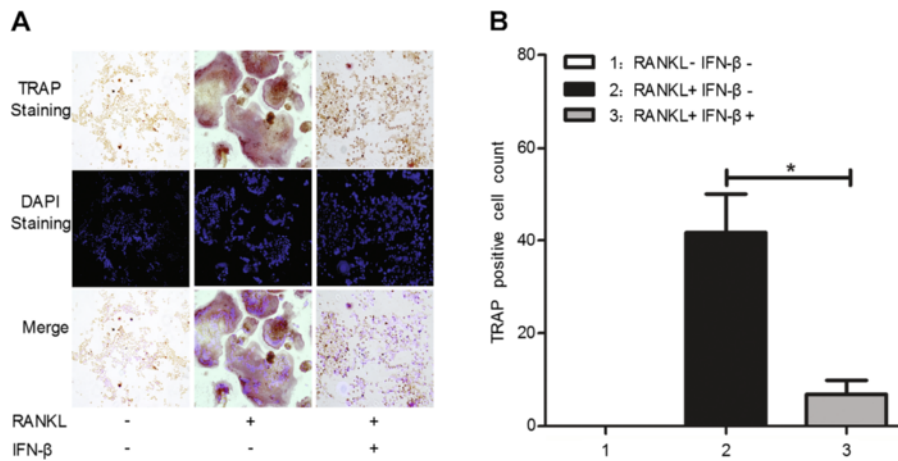 A
TRAP
Staining
DAPI
Staining
Merge
RANKL - + +
IFN-β - - +
B
80
60
40
20
0
TRAP positive cell count
1: RANKL- IFN-β -
2: RANKL+ IFN-β -
3: RANKL+ IFN-β +
*
1 2 3